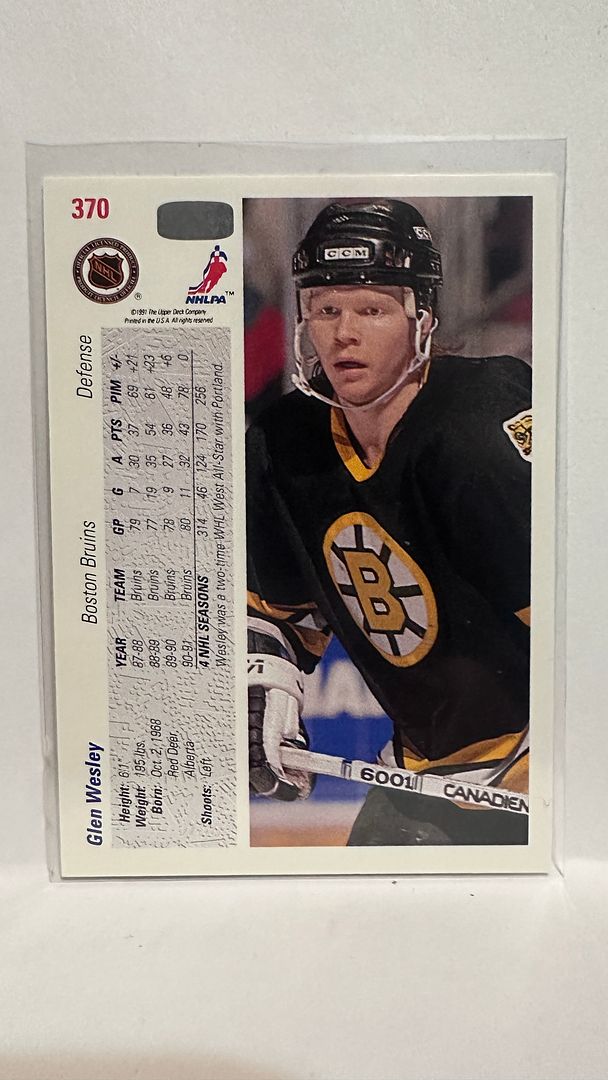 370
NHL
®
NHLPA ™
©1991 The Upper Deck Company
Printed in the U.S.A. All rights reserved
Glen Wesley Boston Bruins Defense
Height: 6'1"
Weight: 195 lbs.
Born: Oct. 2, 1968
Red Deer,
Alberta
Shoots: Left
YEAR TEAM GP G A PTS PIM +/-
87-88 Bruins 79 7 30 37 69 +21
88-89 Bruins 77 19 35 54 61 +23
89-90 Bruins 78 9 27 36 48 +6
90-91 Bruins 80 11 32 43 78 0
4 NHL SEASONS 314 46 124 170 256
Wesley was a two-time WHL West All-Star with Portland.
CCM
B
6001 CANADIEN